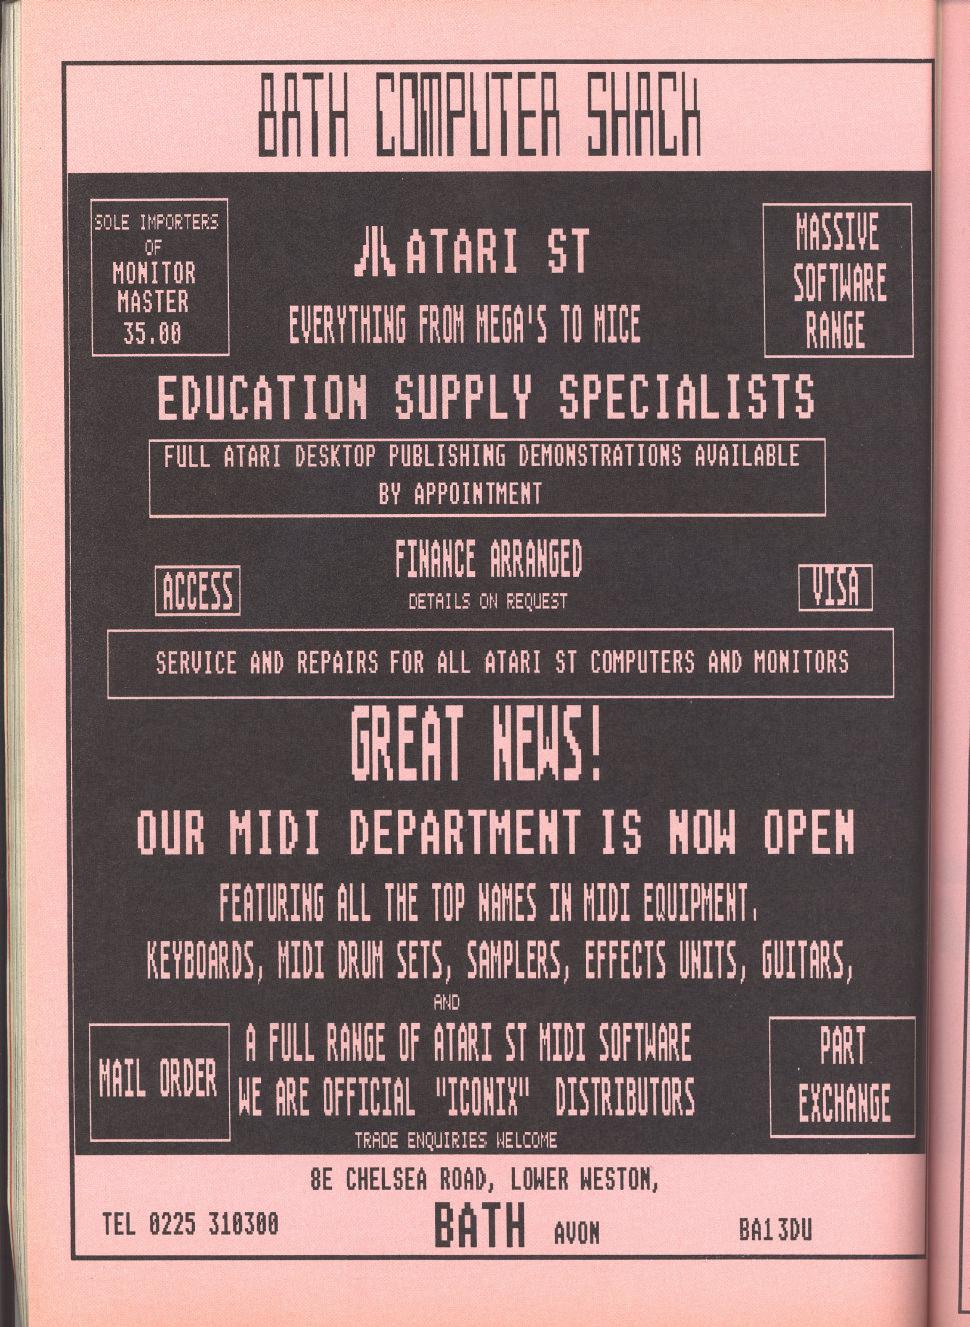 BATH COMPUTER SHACK
SOLE IMPORTERS
OF
MONITOR
MASTER
35.00
ATARI ST
EVERYTHING FROM MEGA'S TO MICE
MASSIVE
SOFTWARE
RANGE
EDUCATION SUPPLY SPECIALISTS
FULL ATARI DESKTOP PUBLISHING DEMONSTRATIONS AVAILABLE
BY APPOINTMENT
FINANCE ARRANGED
DETAILS ON REQUEST
ACCESS
VISA
SERVICE AND REPAIRS FOR ALL ATARI ST COMPUTERS AND MONITORS
GREAT NEWS!
OUR MIDI DEPARTMENT IS NOW OPEN
FEATURING ALL THE TOP NAMES IN MIDI EQUIPMENT.
KEYBOARDS, MIDI DRUM SETS, SAMPLERS, EFFECTS UNITS, GUITARS,
AND
A FULL RANGE OF ATARI ST MIDI SOFTWARE
WE ARE OFFICIAL "ICONIX" DISTRIBUTORS
TRADE ENQUIRIES WELCOME
MAIL ORDER
PART
EXCHANGE
8E CHELSEA ROAD, LOWER WESTON,
TEL 0225 310300
BATH AVON
BA13DU